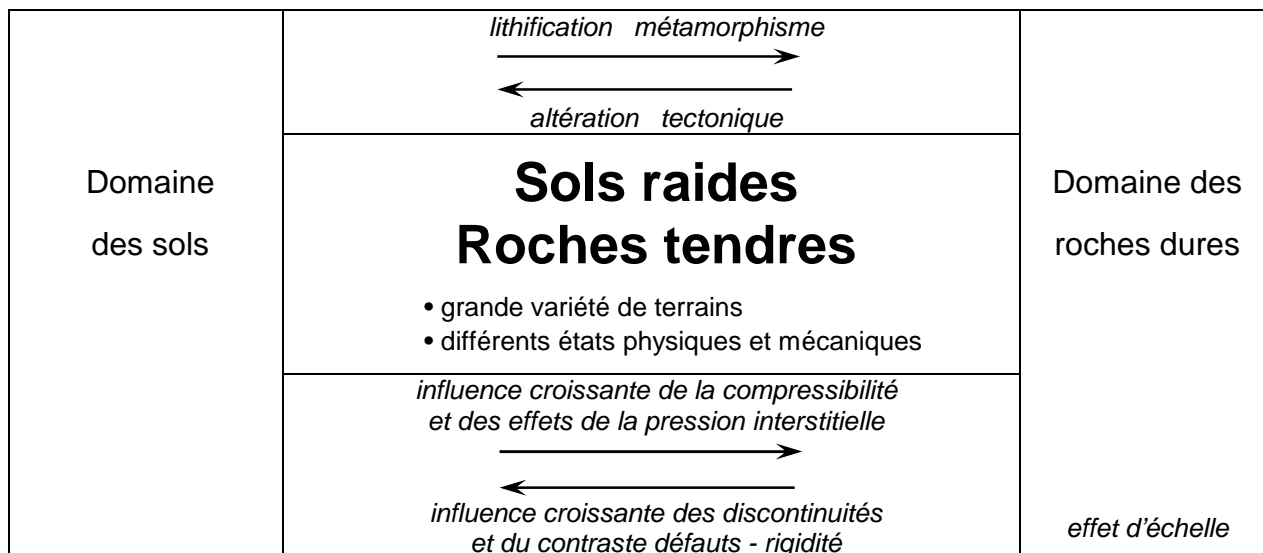 Domaine
des sols
lithification métamorphisme
altération tectonique
Sols raides
Roches tendres
• grande variété de terrains
• différents états physiques et mécaniques
influence croissante de la compressibilité
et des effets de la pression interstitielle
influence croissante des discontinuités
et du contraste défauts - rigidité
Domaine des
roches dures
effet d'échelle